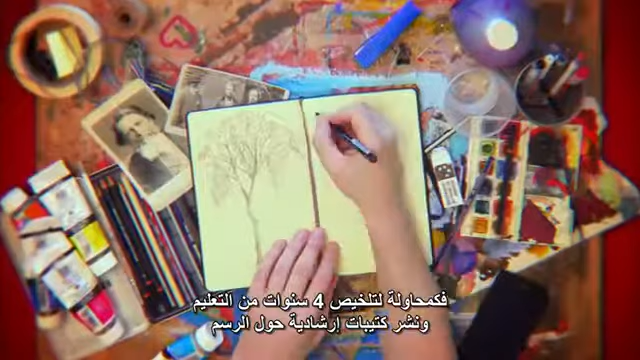 فكمحاولة لتلخيص 4 سنوات من التعليم
ونشر كتيبات إرشادية حول الرسم